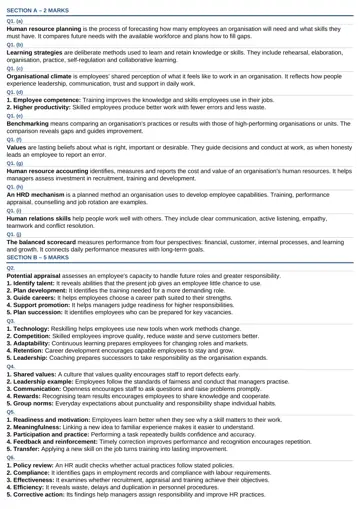 SECTION A – 2 MARKS
Q1. (a)
Human resource planning is the process of forecasting how many employees an organisation will need and what skills they
must have. It compares future needs with the available workforce and plans how to fill gaps.
Q1. (b)
Learning strategies are deliberate methods used to learn and retain knowledge or skills. They include rehearsal, elaboration,
organisation, practice, self-regulation and collaborative learning.
Q1. (c)
Organisational climate is employees' shared perception of what it feels like to work in an organisation. It reflects how people
experience leadership, communication, trust and support in daily work.
Q1. (d)
1. Employee competence: Training improves the knowledge and skills employees use in their jobs.
2. Higher productivity: Skilled employees produce better work with fewer errors and less waste.
Q1. (e)
Benchmarking means comparing an organisation's practices or results with those of high-performing organisations or units. The
comparison reveals gaps and guides improvement.
Q1. (f)
Values are lasting beliefs about what is right, important or desirable. They guide decisions and conduct at work, as when honesty
leads an employee to report an error.
Q1. (g)
Human resource accounting identifies, measures and reports the cost and value of an organisation's human resources. It helps
managers assess investment in recruitment, training and development.
Q1. (h)
An HRD mechanism is a planned method an organisation uses to develop employee capabilities. Training, performance
appraisal, counselling and job rotation are examples.
Q1. (i)
Human relations skills help people work well with others. They include clear communication, active listening, empathy,
teamwork and conflict resolution.
Q1. (j)
The balanced scorecard measures performance from four perspectives: financial, customer, internal processes, and learning
and growth. It connects daily performance measures with long-term goals.
SECTION B – 5 MARKS
Q2.
Potential appraisal assesses an employee's capacity to handle future roles and greater responsibility.
1. Identify talent: It reveals abilities that the present job gives an employee little chance to use.
2. Plan development: It identifies the training needed for a more demanding role.
3. Guide careers: It helps employees choose a career path suited to their strengths.
4. Support promotion: It helps managers judge readiness for higher responsibilities.
5. Plan succession: It identifies employees who can be prepared for key vacancies.
Q3.
1. Technology: Reskilling helps employees use new tools when work methods change.
2. Competition: Skilled employees improve quality, reduce waste and serve customers better.
3. Adaptability: Continuous learning prepares employees for changing roles and markets.
4. Retention: Career development encourages capable employees to stay and grow.
5. Leadership: Coaching prepares successors to take responsibility as the organisation expands.
Q4.
1. Shared values: A culture that values quality encourages staff to report defects early.
2. Leadership example: Employees follow the standards of fairness and conduct that managers practise.
3. Communication: Openness encourages staff to ask questions and raise problems promptly.
4. Rewards: Recognising team results encourages employees to share knowledge and cooperate.
5. Group norms: Everyday expectations about punctuality and responsibility shape individual habits.
Q5.
1. Readiness and motivation: Employees learn better when they see why a skill matters to their work.
2. Meaningfulness: Linking a new idea to familiar experience makes it easier to understand.
3. Participation and practice: Performing a task repeatedly builds confidence and accuracy.
4. Feedback and reinforcement: Timely correction improves performance and recognition encourages repetition.
5. Transfer: Applying a new skill on the job turns training into lasting improvement.
Q6.
1. Policy review: An HR audit checks whether actual practices follow stated policies.
2. Compliance: It identifies gaps in employment records and compliance with labour requirements.
3. Effectiveness: It examines whether recruitment, appraisal and training achieve their objectives.
4. Efficiency: It reveals waste, delays and duplication in personnel procedures.
5. Corrective action: Its findings help managers assign responsibility and improve HR practices.